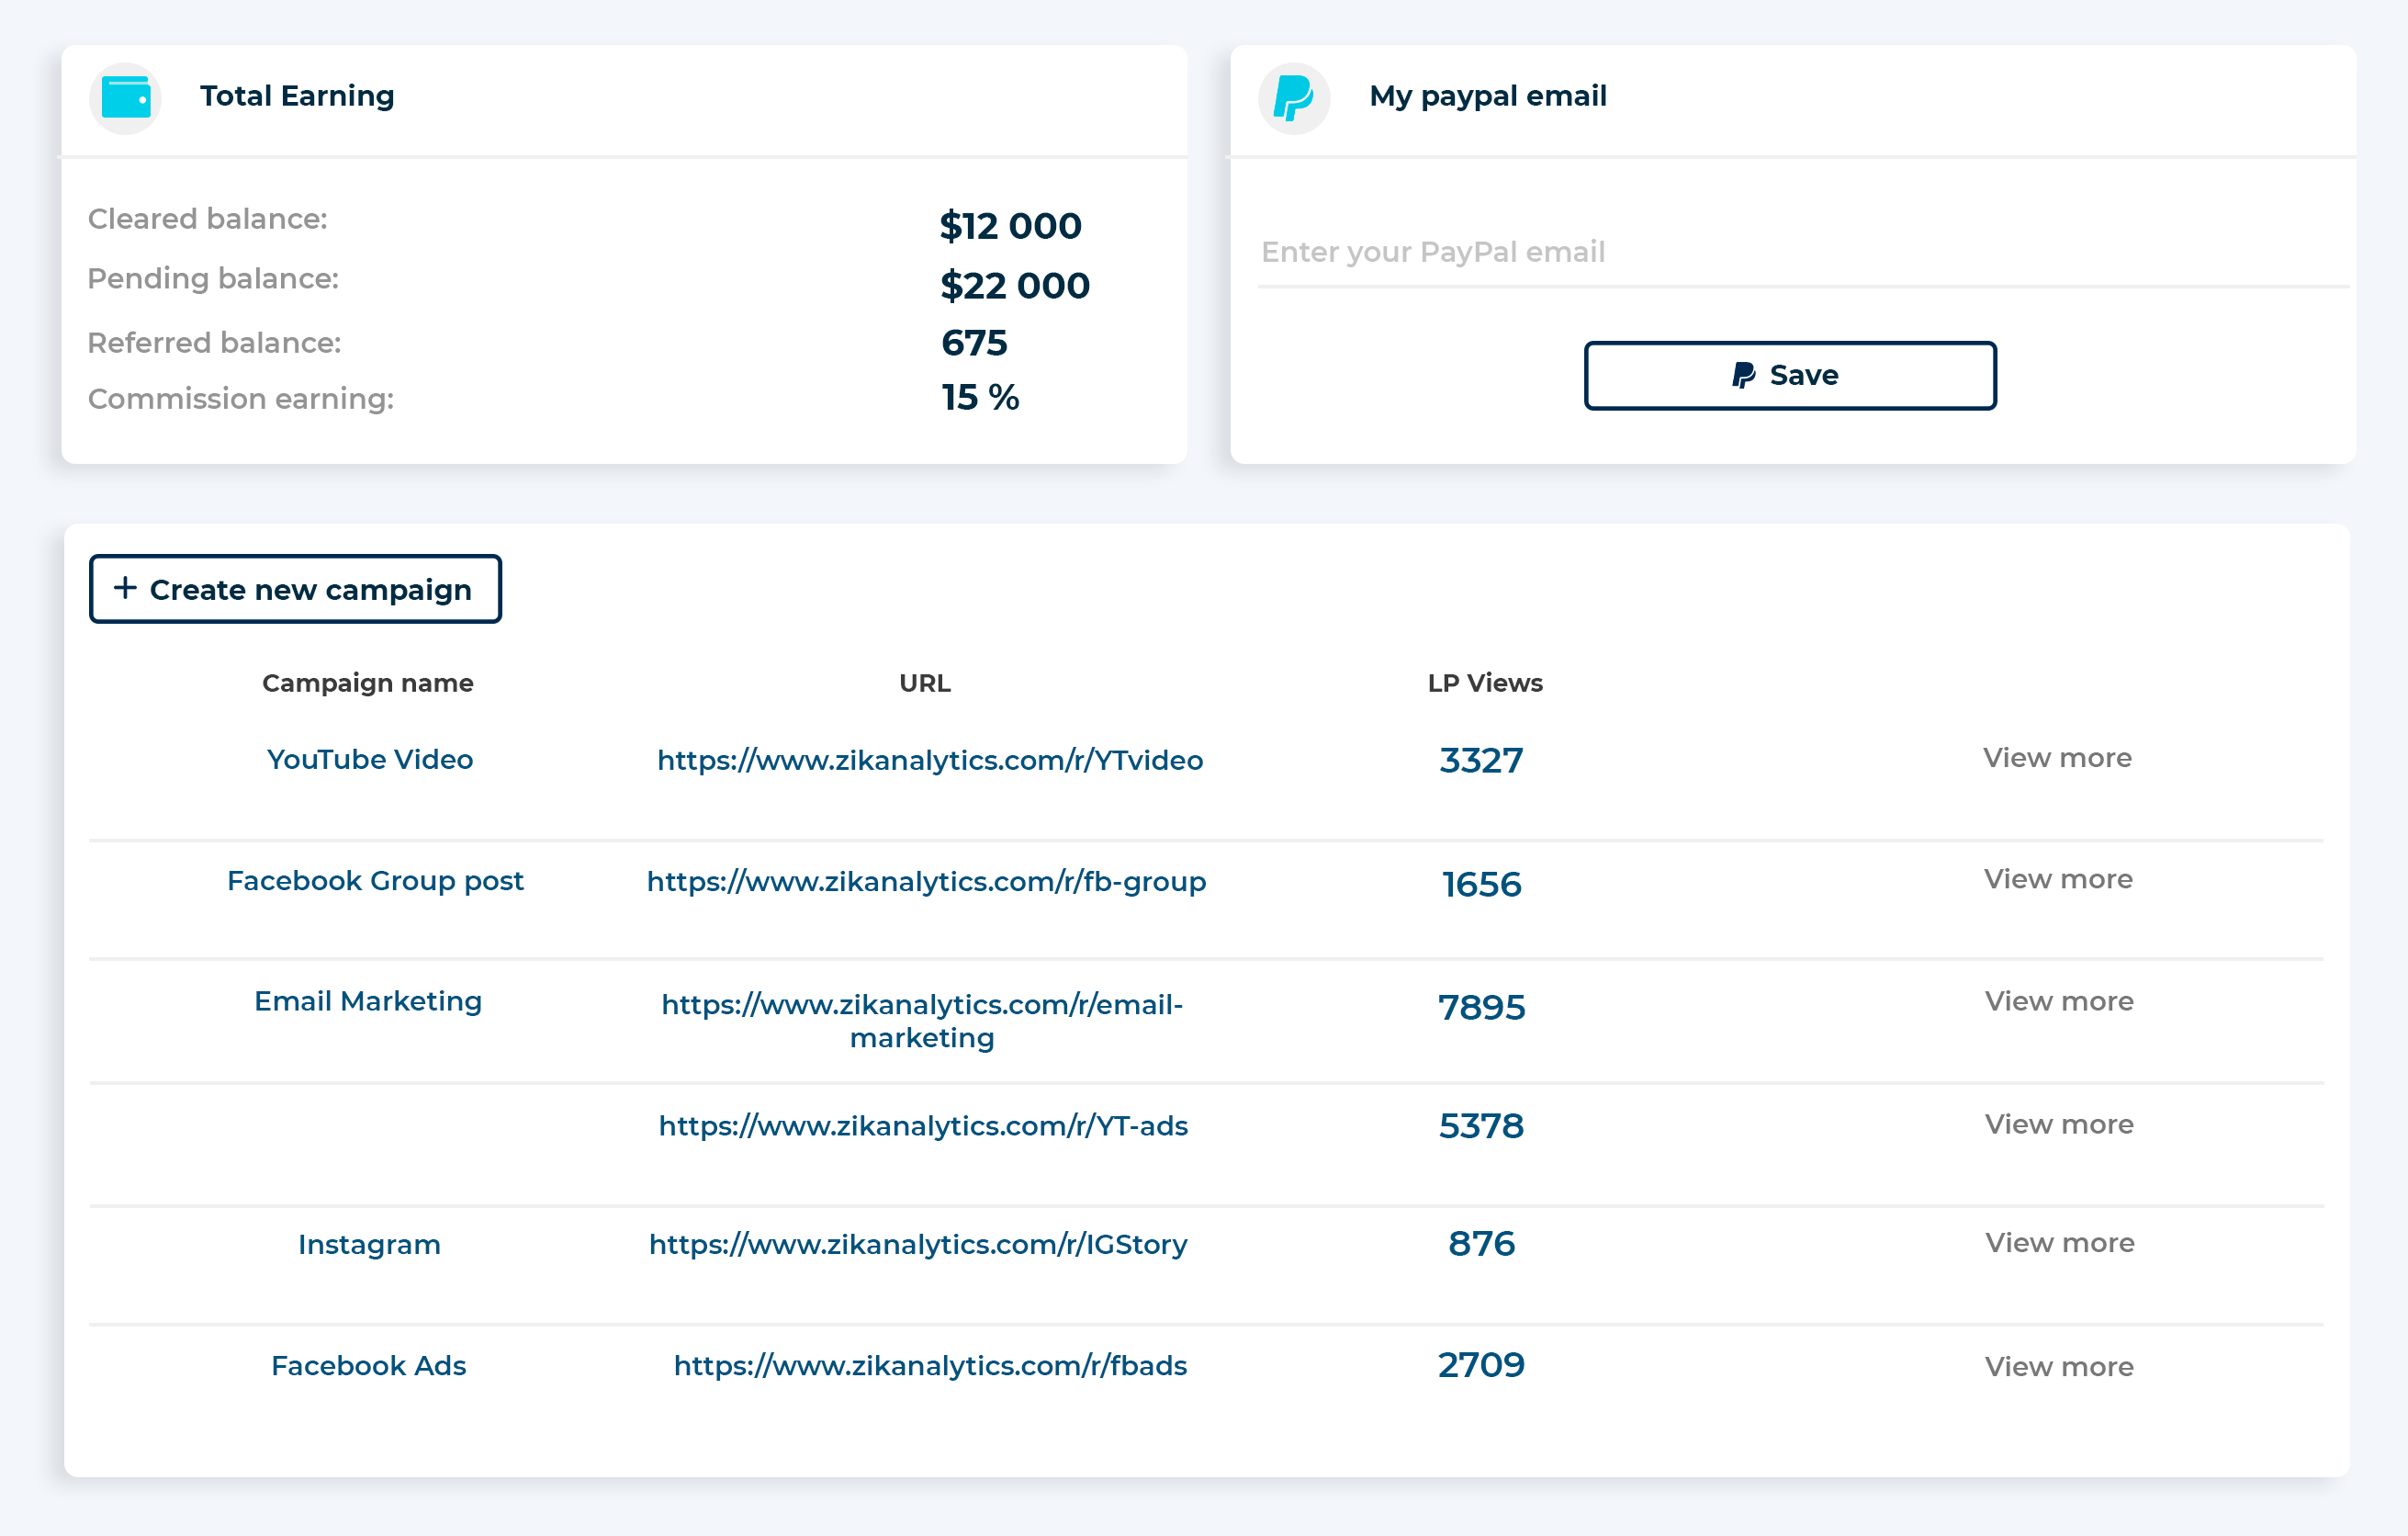 Total Earning
Cleared balance: $12 000
Pending balance: $22 000
Referred balance: 675
Commission earning: 15 %
My paypal email
Enter your PayPal email
Save
+ Create new campaign
Campaign name URL LP Views
YouTube Video https://www.zikanalytics.com/r/YTvideo 3327 View more
Facebook Group post https://www.zikanalytics.com/r/fb-group 1656 View more
Email Marketing https://www.zikanalytics.com/r/email- 7895 View more
marketing
https://www.zikanalytics.com/r/YT-ads 5378 View more
Instagram https://www.zikanalytics.com/r/IGStory 876 View more
Facebook Ads https://www.zikanalytics.com/r/fbads 2709 View more